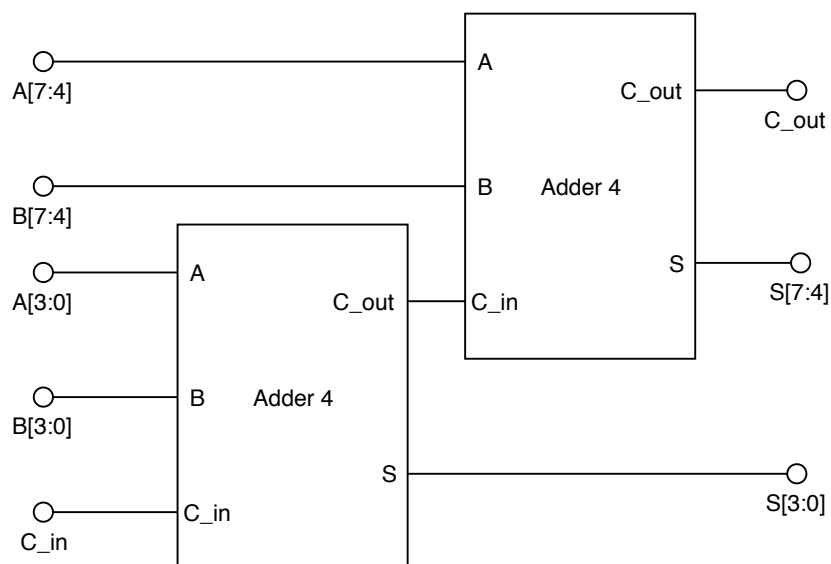 A[7:4]
A
C_out
C_out
B[7:4]
B
Adder 4
A[3:0]
A
S
S[7:4]
C_out
C_in
B[3:0]
B
Adder 4
S
S[3:0]
C_in
C_in